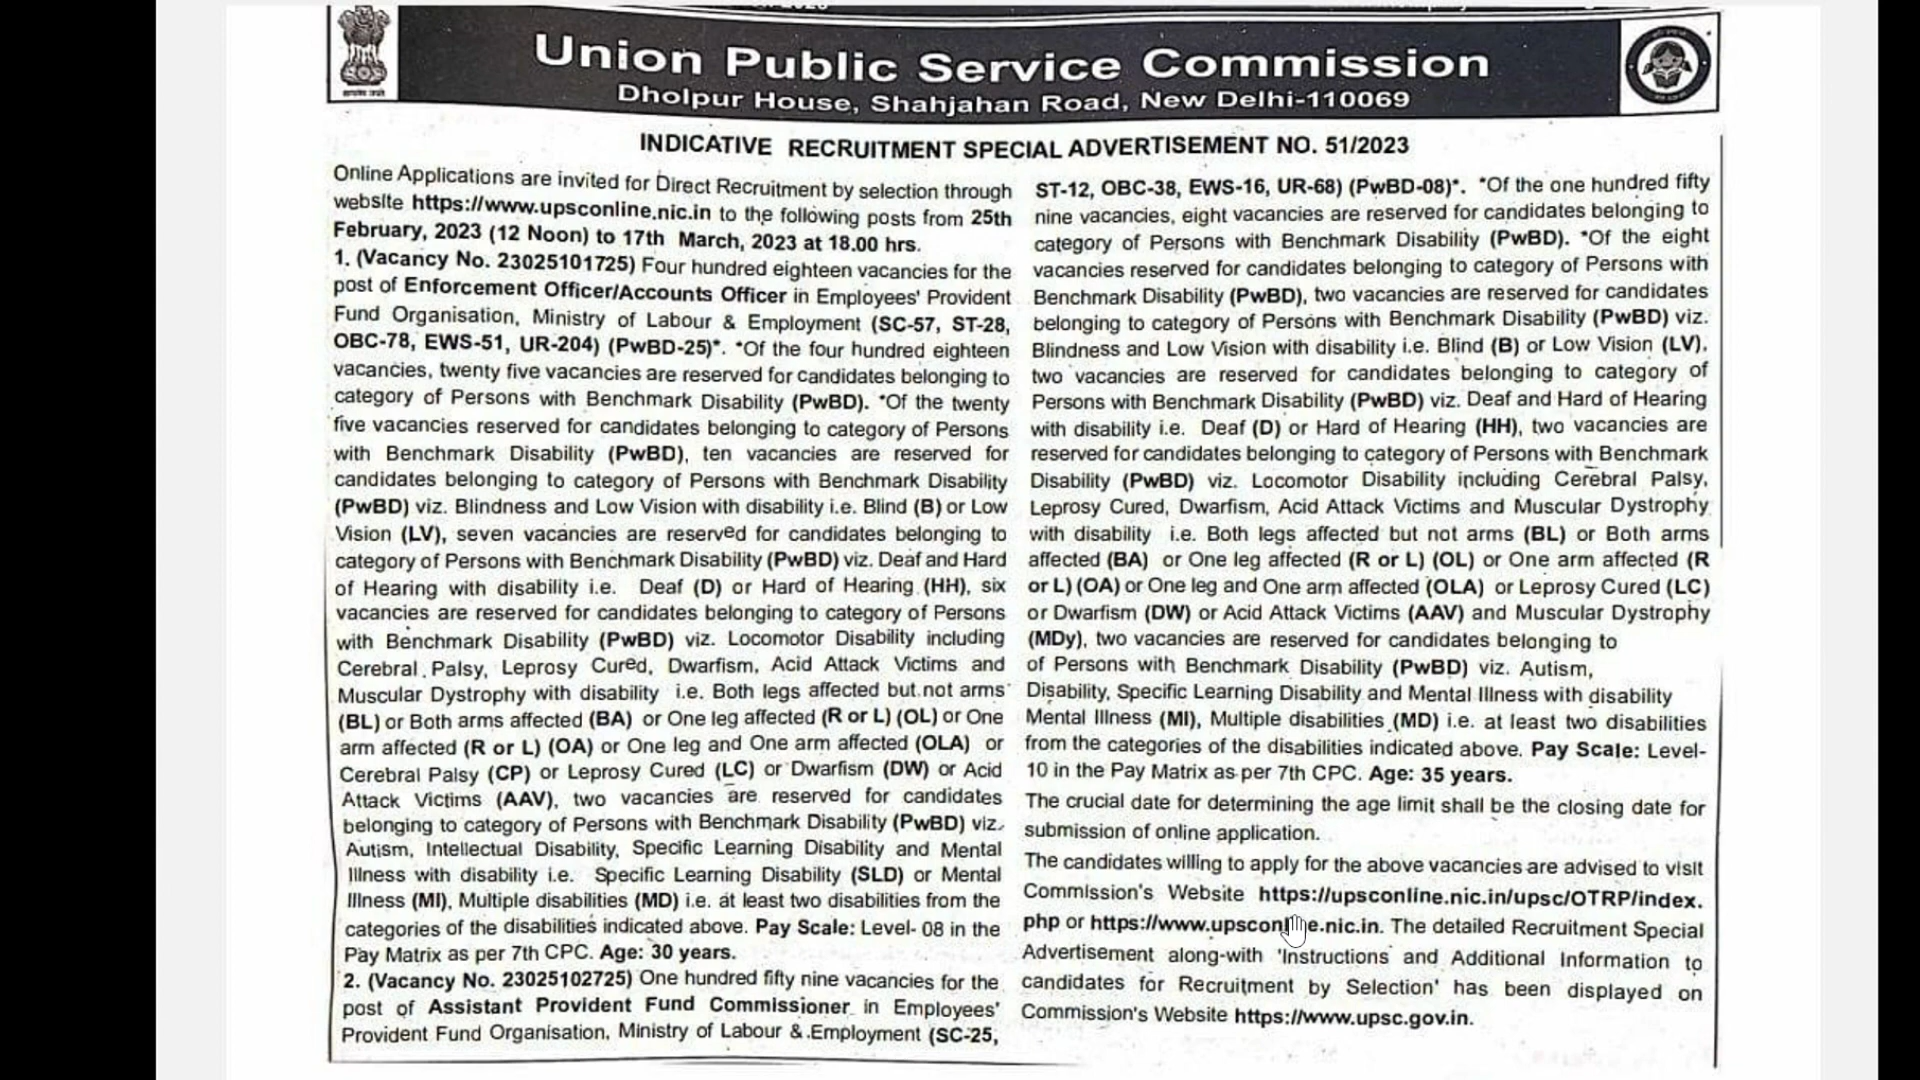 Union Public Service Commission
Dholpur House, Shahjahan Road, New Delhi-110069
INDICATIVE RECRUITMENT SPECIAL ADVERTISEMENT NO. 51/2023
Online Applications are invited for Direct Recruitment by selection through
website https://www.upsconline.nic.in to the following posts from 25th
February, 2023 (12 Noon) to 17th March, 2023 at 18.00 hrs.
1. (Vacancy No. 23025101725) Four hundred eighteen vacancies for the
post of Enforcement Officer/Accounts Officer in Employees' Provident
Fund Organisation, Ministry of Labour & Employment (SC-57, ST-28,
OBC-78, EWS-51, UR-204) (PwBD-25)*. *Of the four hundred eighteen
vacancies, twenty five vacancies are reserved for candidates belonging to
category of Persons with Benchmark Disability (PwBD). *Of the twenty
five vacancies reserved for candidates belonging to category of Persons
with Benchmark Disability (PwBD), ten vacancies are reserved for
candidates belonging to category of Persons with Benchmark Disability
(PwBD) viz. Blindness and Low Vision with disability i.e. Blind (B) or Low
Vision (LV), seven vacancies are reserved for candidates belonging to
category of Persons with Benchmark Disability (PwBD) viz. Deaf and Hard
of Hearing with disability i.e. Deaf (D) or Hard of Hearing (HH), six
vacancies are reserved for candidates belonging to category of Persons
with Benchmark Disability (PwBD) viz. Locomotor Disability including
Cerebral Palsy, Leprosy Cured, Dwarfism, Acid Attack Victims and
Muscular Dystrophy with disability i.e. Both legs affected but not arms
(BL) or Both arms affected (BA) or One leg affected (R or L) (OL) or One
arm affected (R or L) (OA) or One leg and One arm affected (OLA) or
Cerebral Palsy (CP) or Leprosy Cured (LC) or Dwarfism (DW) or Acid
Attack Victims (AAV), two vacancies are reserved for candidates
belonging to category of Persons with Benchmark Disability (PwBD) viz.
Autism, Intellectual Disability, Specific Learning Disability and Mental
Illness with disability i.e. Specific Learning Disability (SLD) or Mental
Illness (MI), Multiple disabilities (MD) i.e. at least two disabilities from the
categories of the disabilities indicated above. Pay Scale: Level- 08 in the
Pay Matrix as per 7th CPC. Age: 30 years.
2. (Vacancy No. 23025102725) One hundred fifty nine vacancies for the
post of Assistant Provident Fund Commissioner in Employees'
Provident Fund Organisation, Ministry of Labour & Employment (SC-25,
ST-12, OBC-38, EWS-16, UR-68) (PwBD-08)*. *Of the one hundred fifty
nine vacancies, eight vacancies are reserved for candidates belonging to
category of Persons with Benchmark Disability (PwBD). *Of the eight
vacancies reserved for candidates belonging to category of Persons with
Benchmark Disability (PwBD), two vacancies are reserved for candidates
belonging to category of Persons with Benchmark Disability (PwBD) viz.
Blindness and Low Vision with disability i.e. Blind (B) or Low Vision (LV),
two vacancies are reserved for candidates belonging to category of
Persons with Benchmark Disability (PwBD) viz. Deaf and Hard of Hearing
with disability i.e. Deaf (D) or Hard of Hearing (HH), two vacancies are
reserved for candidates belonging to category of Persons with Benchmark
Disability (PwBD) viz. Locomotor Disability including Cerebral Palsy,
Leprosy Cured, Dwarfism, Acid Attack Victims and Muscular Dystrophy
with disability i.e. Both legs affected but not arms (BL) or Both arms
affected (BA) or One leg affected (R or L) (OL) or One arm affected (R
or L) (OA) or One leg and One arm affected (OLA) or Leprosy Cured (LC)
or Dwarfism (DW) or Acid Attack Victims (AAV) and Muscular Dystrophy
(MDy), two vacancies are reserved for candidates belonging to
of Persons with Benchmark Disability (PwBD) viz. Autism,
Disability, Specific Learning Disability and Mental Illness with disability
Mental Illness (MI), Multiple disabilities (MD) i.e. at least two disabilities
from the categories of the disabilities indicated above. Pay Scale: Level-
10 in the Pay Matrix as per 7th CPC. Age: 35 years.
The crucial date for determining the age limit shall be the closing date for
submission of online application.
The candidates willing to apply for the above vacancies are advised to visit
Commission's Website https://upsconline.nic.in/upsc/OTRP/index.
php or https://www.upsconline.nic.in. The detailed Recruitment Special
Advertisement along-with 'Instructions and Additional Information to
candidates for Recruitment by Selection' has been displayed on
Commission's Website https://www.upsc.gov.in.